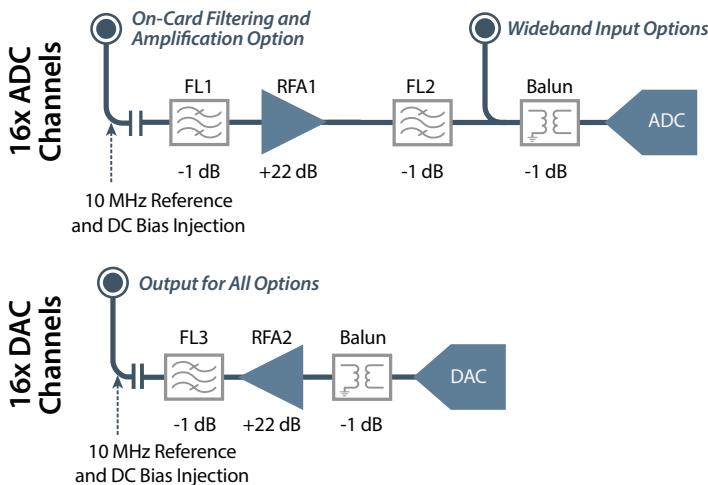 16x ADC
Channels
On-Card Filtering and
Amplification Option
Wideband Input Options
FL1
RFA1
FL2
Balun
ADC
-1 dB
+22 dB
-1 dB
-1 dB
10 MHz Reference
and DC Bias Injection
16x DAC
Channels
Output for All Options
FL3
RFA2
Balun
DAC
-1 dB
+22 dB
-1 dB
10 MHz Reference
and DC Bias Injection